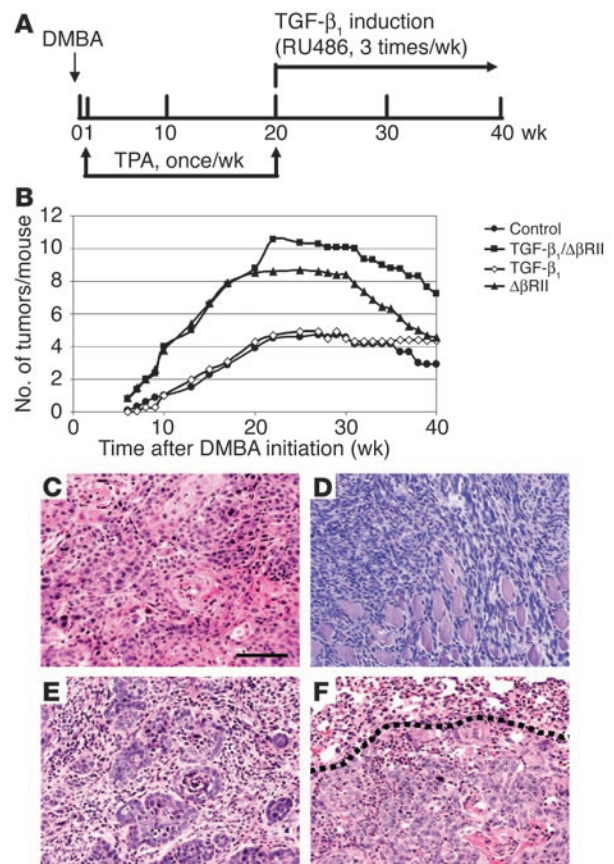 A
TGF-β₁ induction
(RU486, 3 times/wk)
DMBA
01 10 20 30 40 wk
TPA, once/wk
B
12
10
8
6
4
2
0
No. of tumors/mouse
0 10 20 30 40
Time after DMBA initiation (wk)
Control
TGF-β₁/ΔβRII
TGF-β₁
ΔβRII
C
D
E
F